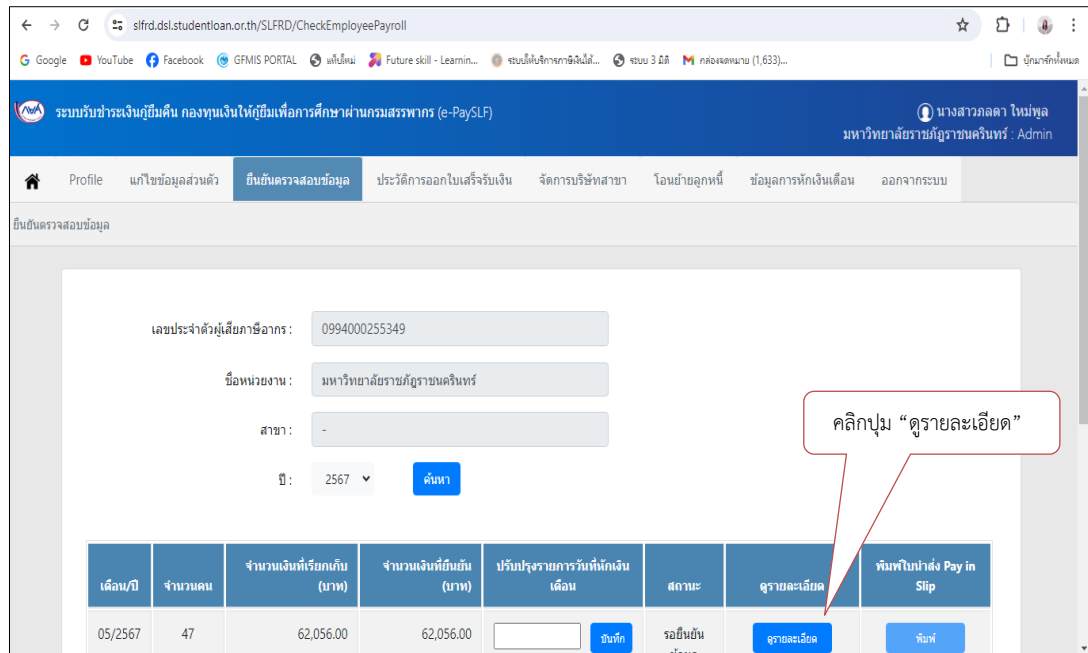 slfrd.dsl.studentloan.or.th/SLFRD/CheckEmployeePayroll
Google YouTube Facebook GFMIS PORTAL แท็บใหม่ Future skill - Learnin... ระบบให้บริการภาษีเงินได้... ระบบ 3 มิติ กล่องจดหมาย (1,633)... บุ๊กมาร์กทั้งหมด
ระบบรับชำระเงินกู้ยืมคืน กองทุนเงินให้กู้ยืมเพื่อการศึกษาผ่านกรมสรรพากร (e-PaySLF)
นางสาวภลดา ใหม่พูล
มหาวิทยาลัยราชภัฏราชนครินทร์ : Admin
Profile แก้ไขข้อมูลส่วนตัว ยืนยันตรวจสอบข้อมูล ประวัติการออกใบเสร็จรับเงิน จัดการบริษัทสาขา โอนย้ายลูกหนี้ ข้อมูลการหักเงินเดือน ออกจากระบบ
ยืนยันตรวจสอบข้อมูล
เลขประจำตัวผู้เสียภาษีอากร : 0994000255349
ชื่อหน่วยงาน : มหาวิทยาลัยราชภัฏราชนครินทร์
สาขา : -
คลิกปุ่ม “ดูรายละเอียด”
ปี : 2567 ค้นหา
เดือน/ปี จำนวนคน จำนวนเงินที่เรียกเก็บ (บาท) จำนวนเงินที่ยืนยัน (บาท) ปรับปรุงรายการวันที่หักเงินเดือน สถานะ ดูรายละเอียด พิมพ์ใบนำส่ง Pay in Slip
05/2567 47 62,056.00 62,056.00 บันทึก รอยืนยัน ดูรายละเอียด พิมพ์